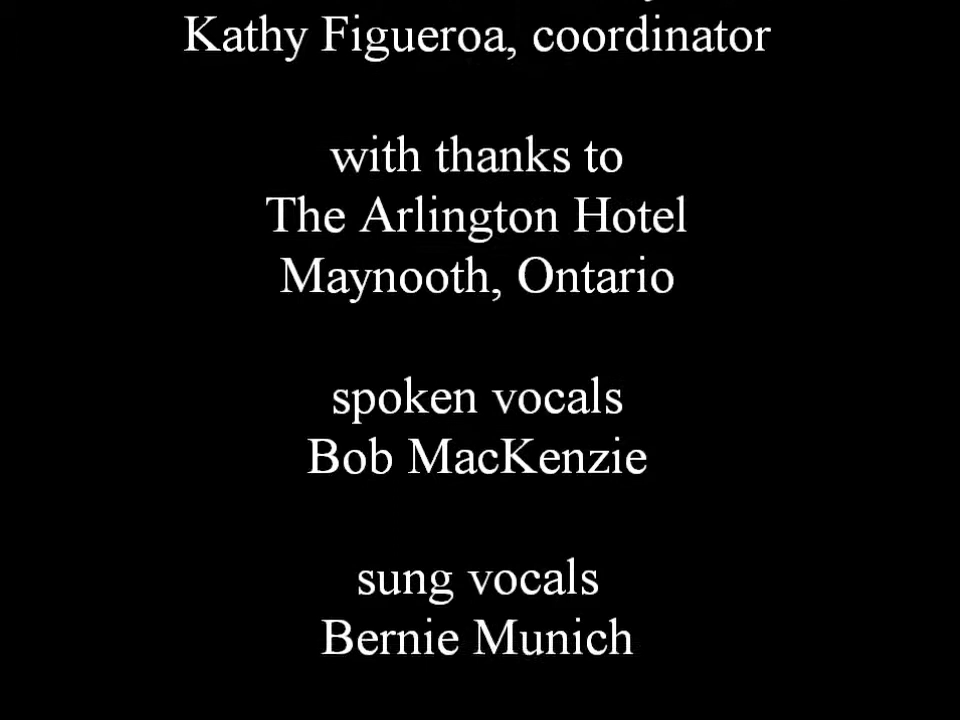 Kathy Figueroa, coordinator
with thanks to
The Arlington Hotel
Maynooth, Ontario
spoken vocals
Bob MacKenzie
sung vocals
Bernie Munich